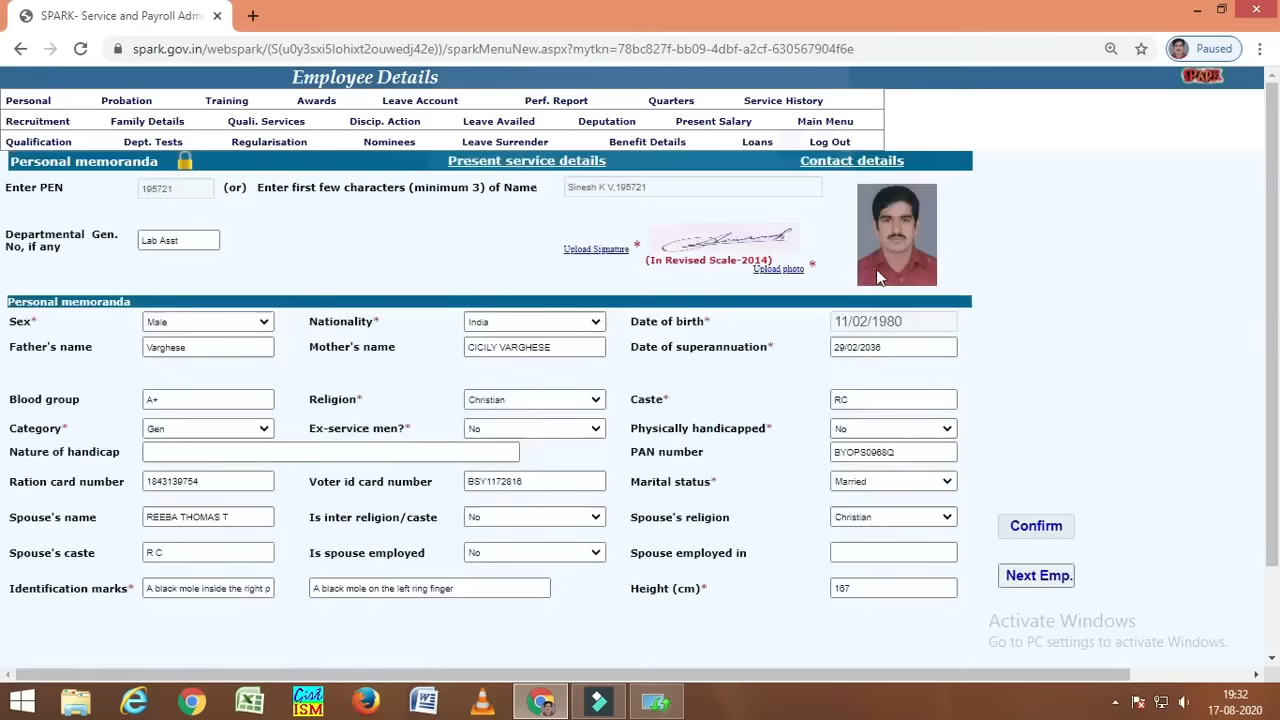 SPARK- Service and Payroll Adm
spark.gov.in/webspark/(S(u0y3sxi5lohixt2ouwedj42e))/sparkMenuNew.aspx?mytkn=78bc827f-bb09-4dbf-a2cf-630567904f6e
Paused
Employee Details
SPARK
Personal Probation Training Awards Leave Account Perf. Report Quarters Service History
Recruitment Family Details Quali. Services Discip. Action Leave Availed Deputation Present Salary Main Menu
Qualification Dept. Tests Regularisation Nominees Leave Surrender Benefit Details Loans Log Out
Personal memoranda Present service details Contact details
Enter PEN 195721 (or) Enter first few characters (minimum 3) of Name Sinesh K V,195721
Departmental Gen. No, if any Lab Asst
Upload Signature *
(In Revised Scale-2014)
Upload photo *
Personal memoranda
Sex* Male Nationality* India Date of birth* 11/02/1980
Father's name Varghese Mother's name CICILY VARGHESE Date of superannuation* 29/02/2036
Blood group A+ Religion* Christian Caste* RC
Category* Gen Ex-service men?* No Physically handicapped* No
Nature of handicap PAN number BYOPS0968Q
Ration card number 1843139754 Voter id card number BSY1172816 Marital status* Married
Spouse's name REEBA THOMAS T Is inter religion/caste No Spouse's religion Christian
Confirm
Spouse's caste R C Is spouse employed No Spouse employed in
Next Emp.
Identification marks* A black mole inside the right p A black mole on the left ring finger Height (cm)* 167
Activate Windows
Go to PC settings to activate Windows.
Gist
ISM
19:32
17-08-2020